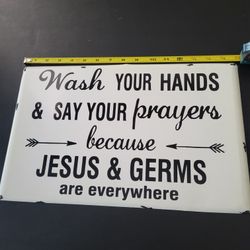 Wash YOUR HANDS
& SAY YOUR prayers
because
JESUS & GERMS
are everywhere